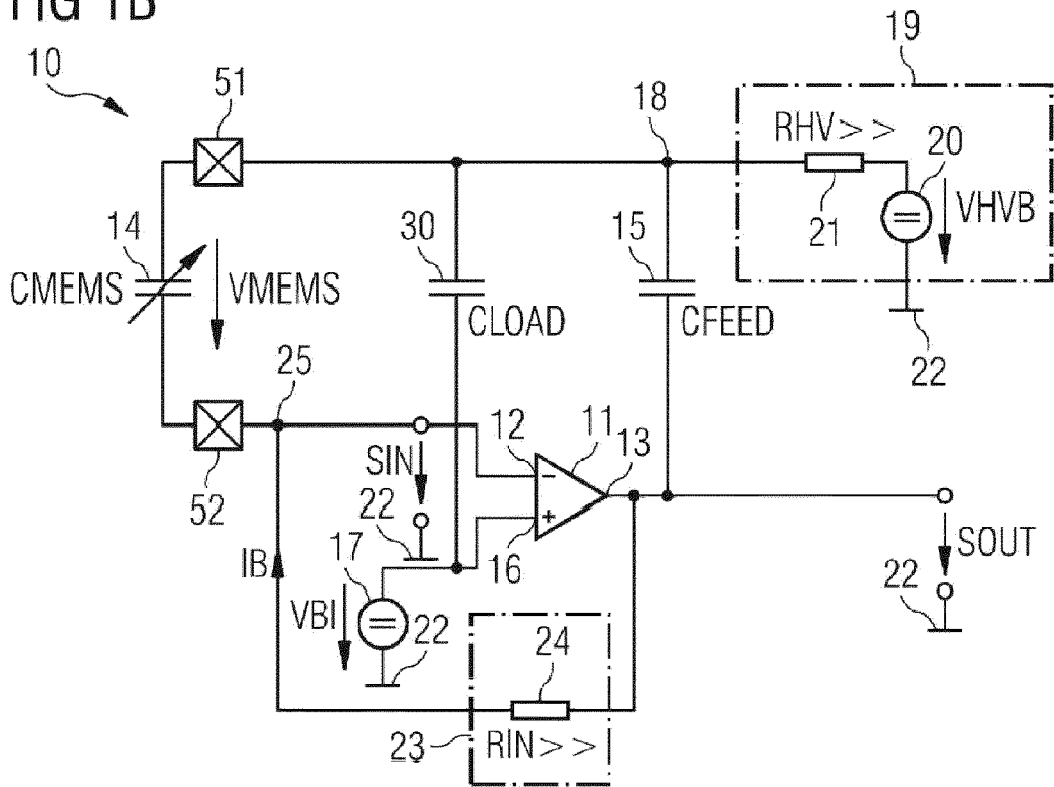 FIG 1B
19
10
51
18
RHV>>
20
21
VHVB
14
30
15
CMEMS
VMEMS
CLOAD
CFEED
22
25
12
11
13
SIN
52
22
16
17
SOUT
IB
VBI
22
22
24
23
RIN>>